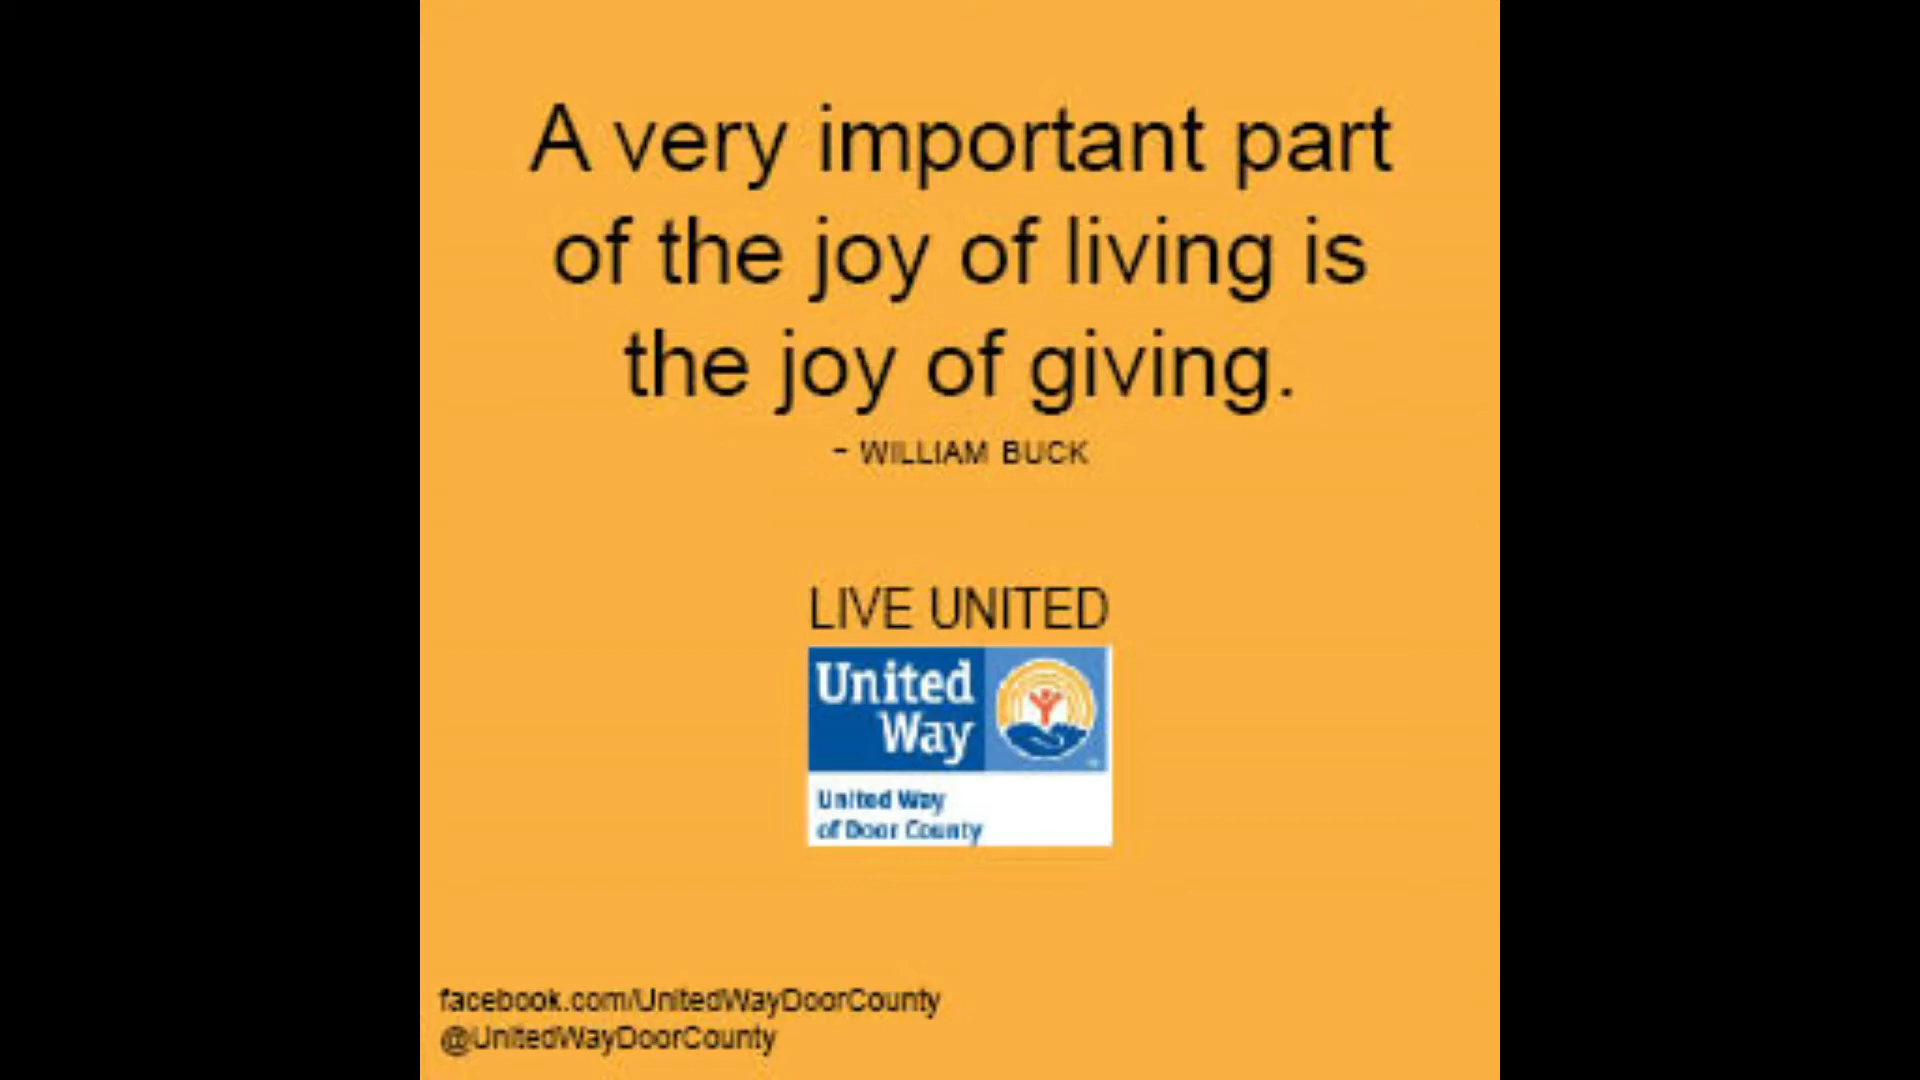 A very important part
of the joy of living is
the joy of giving.
- WILLIAM BUCK
LIVE UNITED
United
Way
United Way
of Door County
facebook.com/UnitedWayDoorCounty
@UnitedWayDoorCounty